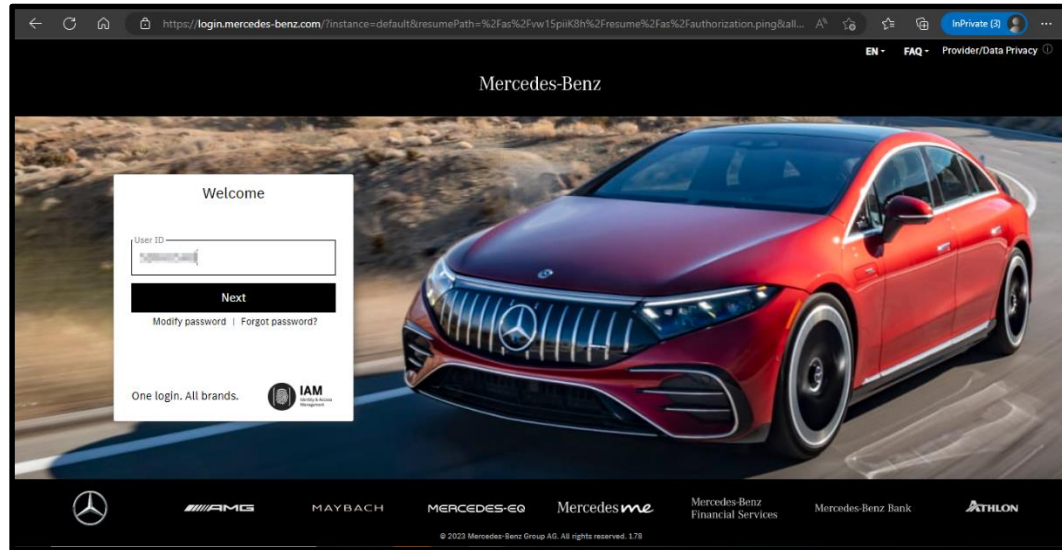 https://login.mercedes-benz.com/?instance=default&resumePath=%2Fas%2Fvw15piiK8h%2Fresume%2Fas%2Fauthorization.ping&all...
InPrivate (3)
EN FAQ Provider/Data Privacy
Mercedes-Benz
Welcome
User ID
Next
Modify password | Forgot password?
One login. All brands.
IAM
Identity & Access
Management
AMG
MAYBACH
MERCEDES-EQ
Mercedes me
Mercedes-Benz
Financial Services
Mercedes-Benz Bank
ATHLON
© 2023 Mercedes-Benz Group AG. All rights reserved. 1.78